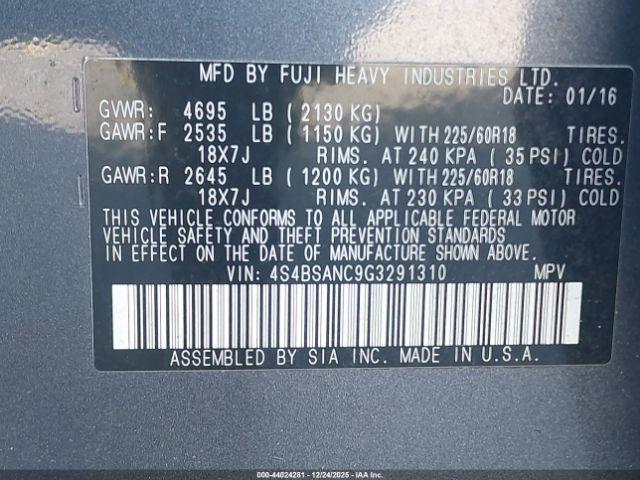 MFD BY FUJI HEAVY INDUSTRIES LTD.
DATE: 01/16
GVWR: 4695 LB ( 2130 KG)
GAWR:F 2535 LB ( 1150 KG) WITH 225/60R18 TIRES.
18X7J RIMS. AT 240 KPA ( 35 PSI) COLD
GAWR:R 2645 LB ( 1200 KG) WITH 225/60R18 TIRES.
18X7J RIMS. AT 230 KPA ( 33 PSI) COLD
THIS VEHICLE CONFORMS TO ALL APPLICABLE FEDERAL MOTOR
VEHICLE SAFETY AND THEFT PREVENTION STANDARDS
IN EFFECT ON THE DATE OF MANUFACTURE SHOWN ABOVE.
VIN: 4S4BSANC9G3291310 MPV
ASSEMBLED BY SIA INC. MADE IN U.S.A.
000-44024281 - 12/24/2025 - IAAI, Inc.